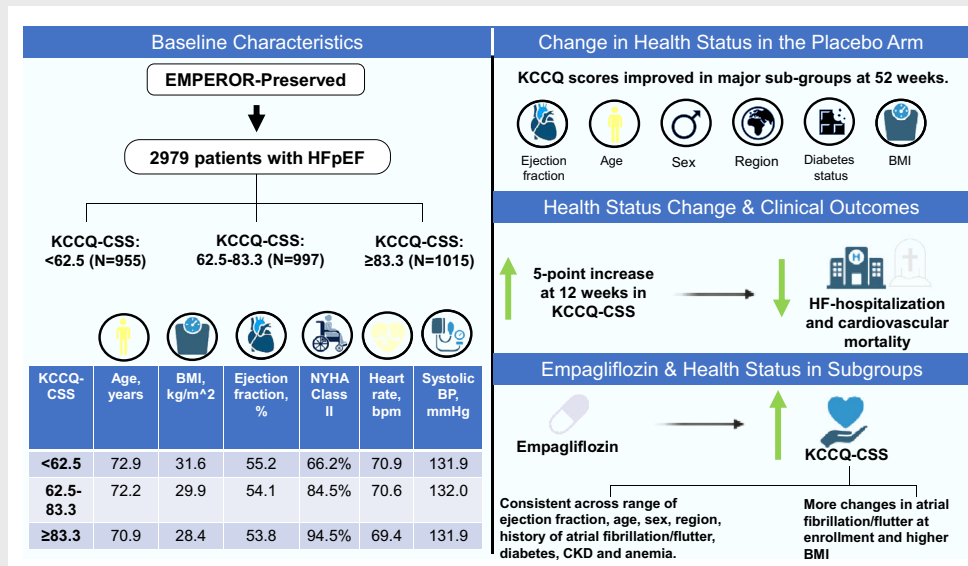 Baseline Characteristics
EMPEROR-Preserved
2979 patients with HFpEF
KCCQ-CSS:
<62.5 (N=955)
KCCQ-CSS:
62.5-83.3 (N=997)
KCCQ-CSS:
≥83.3 (N=1015)
KCCQ-
CSS
Age,
years
BMI,
kg/m^2
Ejection
fraction,
%
NYHA
Class
II
Heart
rate,
bpm
Systolic
BP,
mmHg
<62.5 72.9 31.6 55.2 66.2% 70.9 131.9
62.5-
83.3 72.2 29.9 54.1 84.5% 70.6 132.0
≥83.3 70.9 28.4 53.8 94.5% 69.4 131.9
Change in Health Status in the Placebo Arm
KCCQ scores improved in major sub-groups at 52 weeks.
Ejection
fraction
Age
Sex
Region
Diabetes
status
BMI
Health Status Change & Clinical Outcomes
5-point increase
at 12 weeks in
KCCQ-CSS
H
HF-hospitalization
and cardiovascular
mortality
Empagliflozin & Health Status in Subgroups
Empagliflozin
KCCQ-CSS
Consistent across range of
ejection fraction, age, sex, region,
history of atrial fibrillation/flutter,
diabetes, CKD and anemia.
More changes in atrial
fibrillation/flutter at
enrollment and higher
BMI